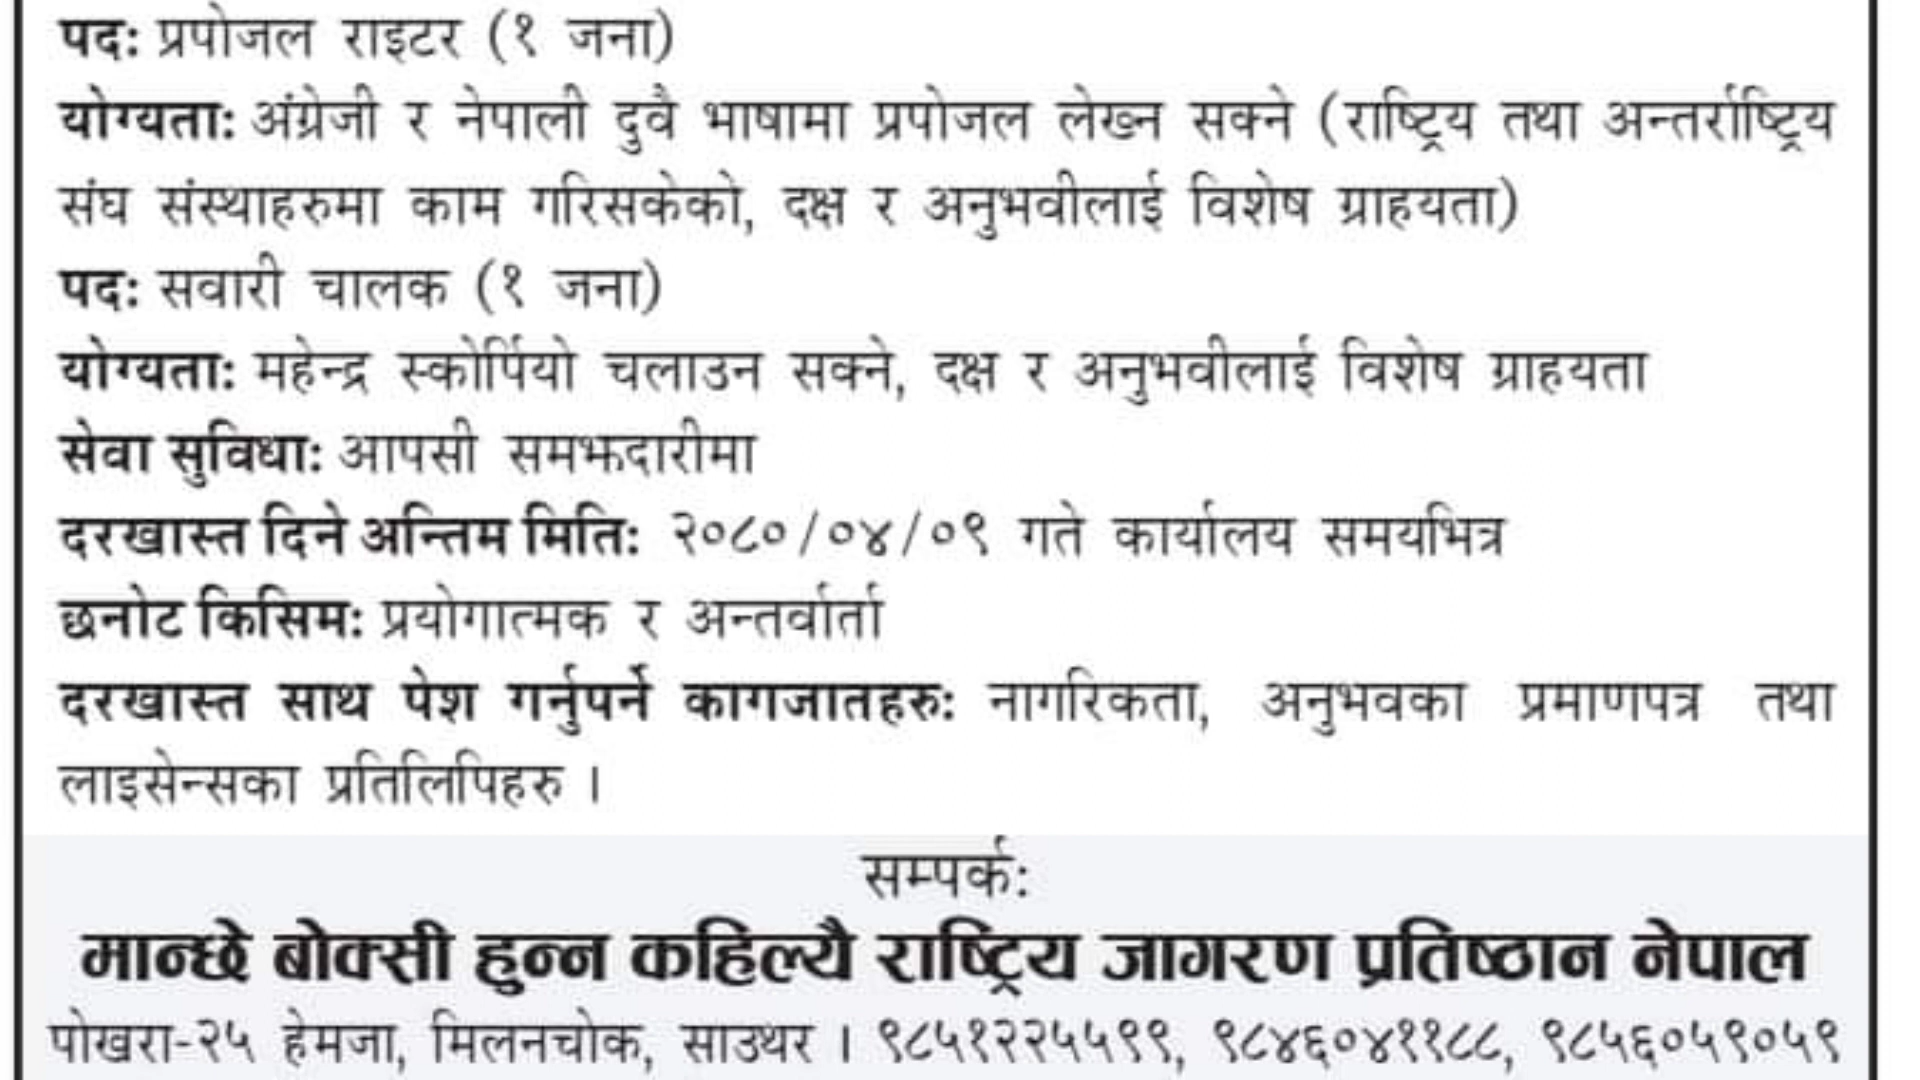 पदः प्रपोजल राइटर (१ जना)
योग्यताः अंग्रेजी र नेपाली दुवै भाषामा प्रपोजल लेख्न सक्ने (राष्ट्रिय तथा अन्तर्राष्ट्रिय
संघ संस्थाहरुमा काम गरिसकेको, दक्ष र अनुभवीलाई विशेष ग्राहयता)
पदः सवारी चालक (१ जना)
योग्यताः महेन्द्र स्कोर्पियो चलाउन सक्ने, दक्ष र अनुभवीलाई विशेष ग्राहयता
सेवा सुविधाः आपसी समझदारीमा
दरखास्त दिने अन्तिम मितिः २०८०/०४/०९ गते कार्यालय समयभित्र
छनोट किसिमः प्रयोगात्मक र अन्तर्वार्ता
दरखास्त साथ पेश गर्नुपर्ने कागजातहरुः नागरिकता, अनुभवका प्रमाणपत्र तथा
लाइसेन्सका प्रतिलिपिहरु ।
सम्पर्कः
मान्छे बोक्सी हुन्न कहिल्यै राष्ट्रिय जागरण प्रतिष्ठान नेपाल
पोखरा-२५ हेमजा, मिलनचोक, साउथर । ९८५१२२५५९९, ९८४६०४११८८, ९८५६०५९०५९